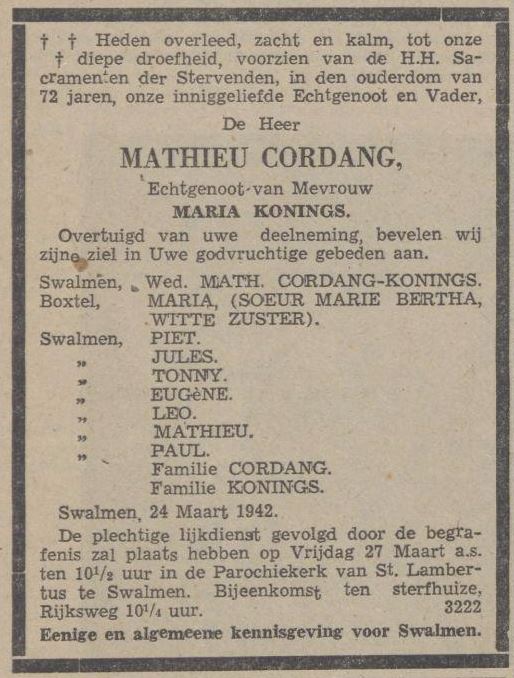 † † Heden overleed, zacht en kalm, tot onze
† diepe droefheid, voorzien van de H.H. Sa-
cramenten der Stervenden, in den ouderdom van
72 jaren, onze inniggeliefde Echtgenoot en Vader,
De Heer
MATHIEU CORDANG,
Echtgenoot van Mevrouw
MARIA KONINGS.
Overtuigd van uwe deelneming, bevelen wij
zijne ziel in Uwe godvruchtige gebeden aan.
Swalmen, Wed. MATH. CORDANG-KONINGS.
Boxtel, MARIA, (SOEUR MARIE BERTHA,
WITTE ZUSTER).
Swalmen, PIET.
„ JULES.
„ TONNY.
„ EUGèNE.
„ LEO.
„ MATHIEU.
„ PAUL.
Familie CORDANG.
Familie KONINGS.
Swalmen, 24 Maart 1942.
De plechtige lijkdienst gevolgd door de begra-
fenis zal plaats hebben op Vrijdag 27 Maart a.s.
ten 10½ uur in de Parochiekerk van St. Lamber-
tus te Swalmen. Bijeenkomst ten sterfhuize,
Rijksweg 10¼ uur. 3222
Eenige en algemeene kennisgeving voor Swalmen.